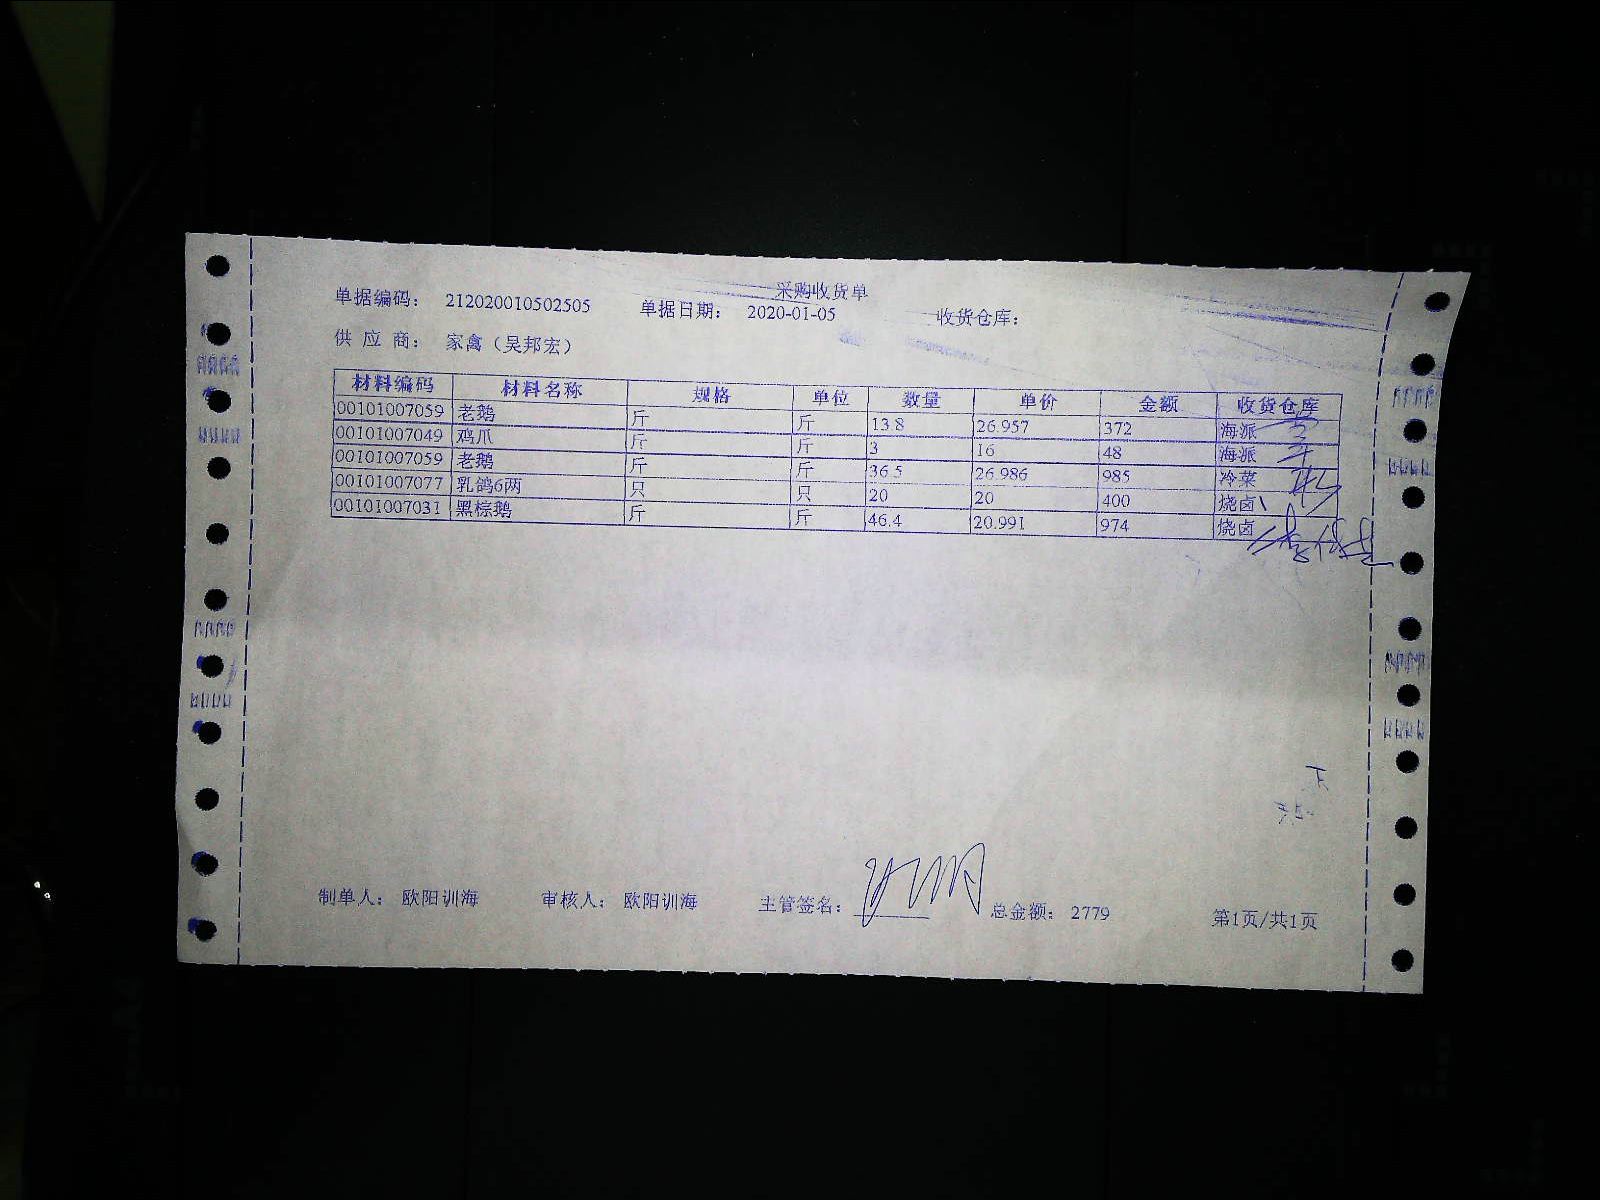 采购收货单
单据编码： 212020010502505 单据日期： 2020-01-05 收货仓库：
供 应 商： 家禽（吴邦宏）
材料编码 材料名称 规格 单位 数量 单价 金额 收货仓库
00101007059 老鹅 斤 斤 13.8 26.957 372 海派
00101007049 鸡爪 斤 斤 3 16 48 海派
00101007059 老鹅 斤 斤 36.5 26.986 985 冷菜
00101007077 乳鸽6两 只 只 20 20 400 烧卤
00101007031 黑棕鹅 斤 斤 46.4 20.991 974 烧卤
制单人： 欧阳训海 审核人： 欧阳训海 主管签名： 总金额： 2779 第1页/共1页